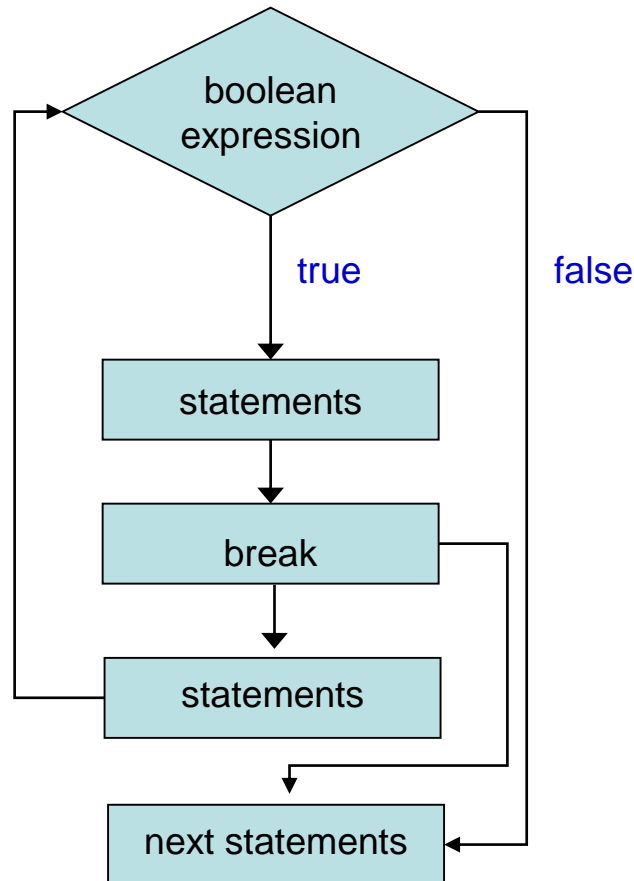 boolean
expression
true
false
statements
break
statements
next statements